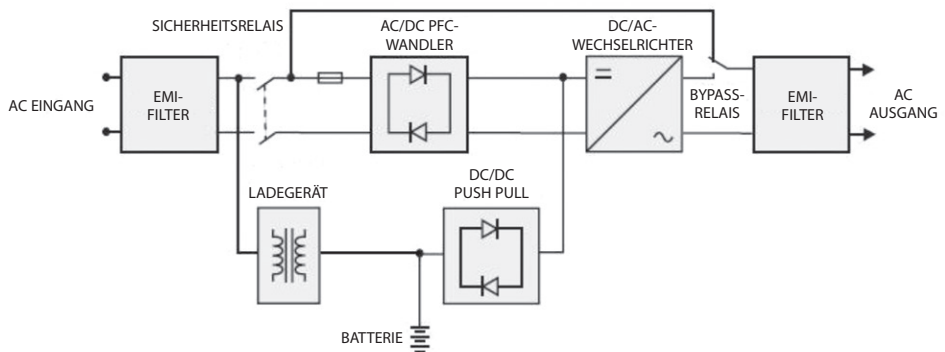 SICHERHEITSRELAIS
AC/DC PFC-
WANDLER
DC/AC-
WECHSELRICHTER
AC EINGANG
EMI-
FILTER
BYPASS-
RELAIS
EMI-
FILTER
AC
AUSGANG
LADEGERÄT
DC/DC
PUSH PULL
BATTERIE